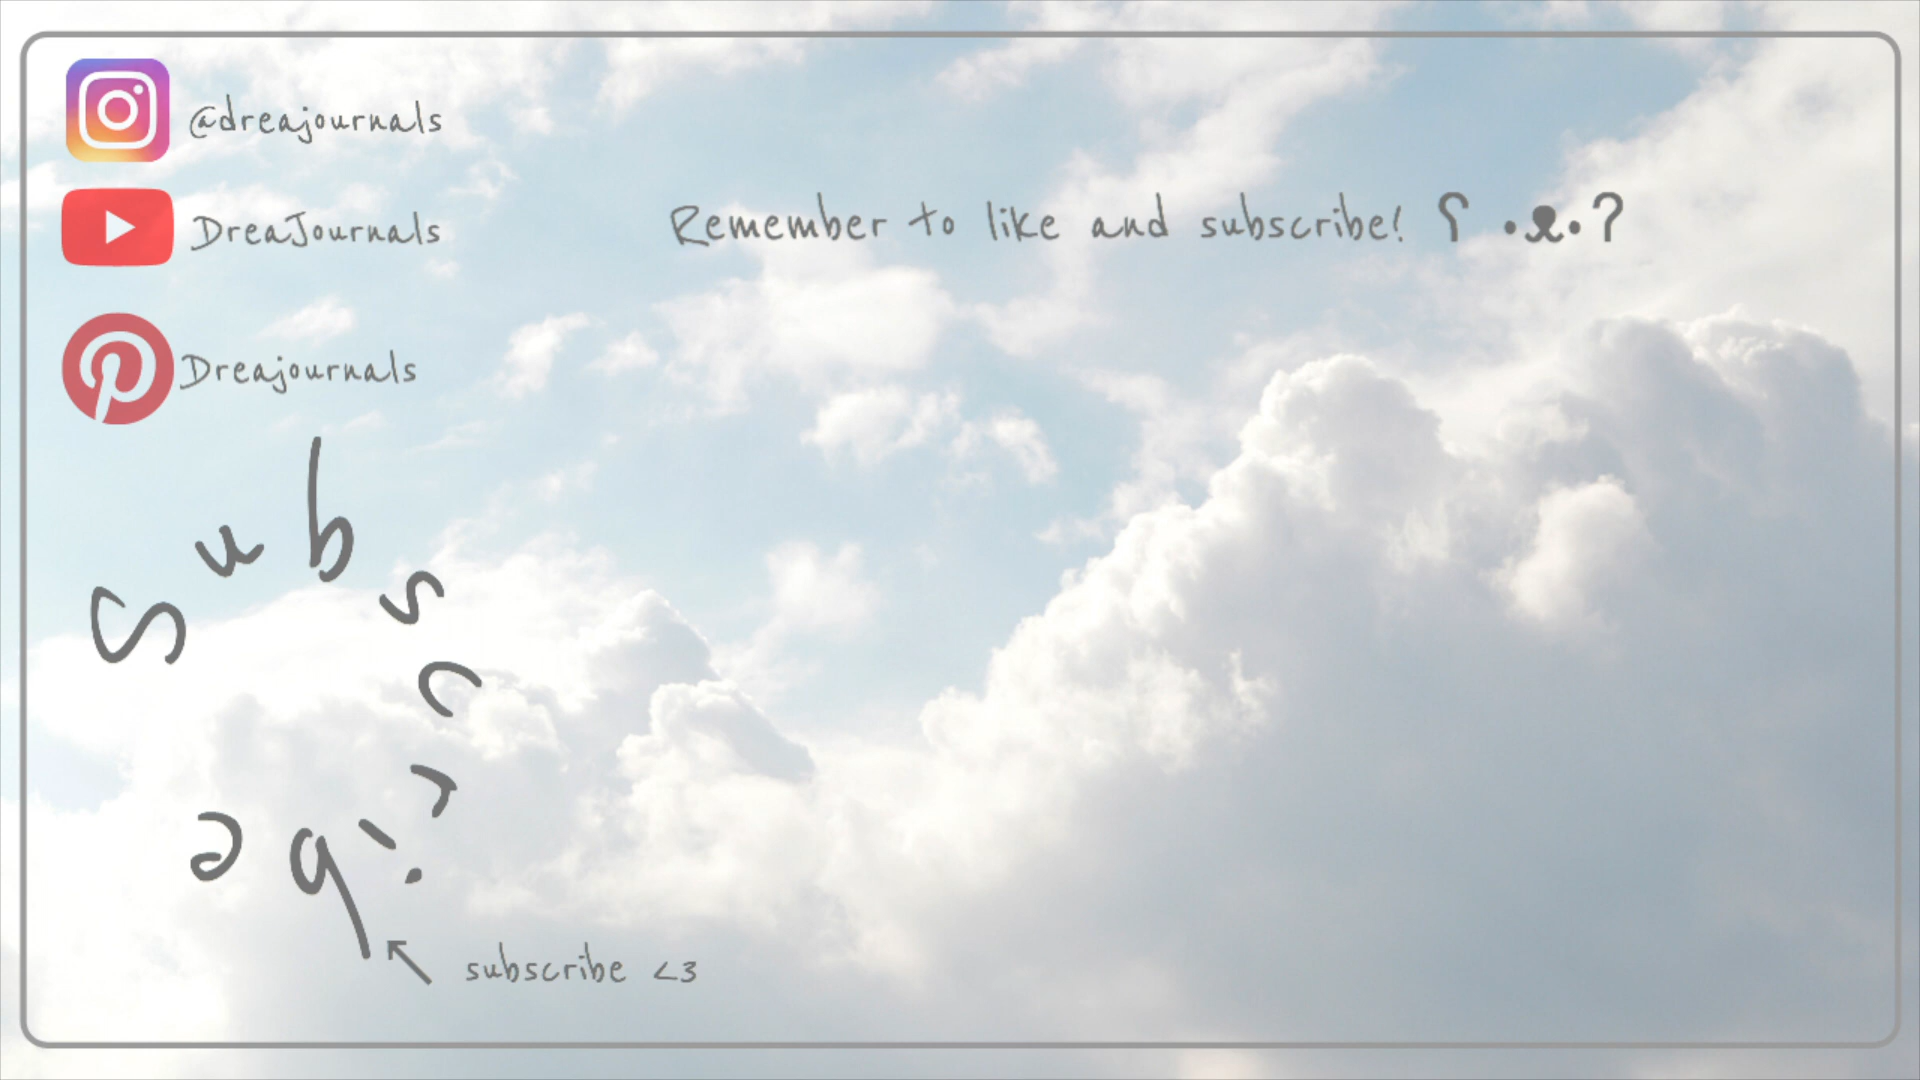 @dreajournals
DreaJournals
Remember to like and subscribe! ʕ •ᴥ•ʔ
Dreajournals
Subscribe
subscribe <3